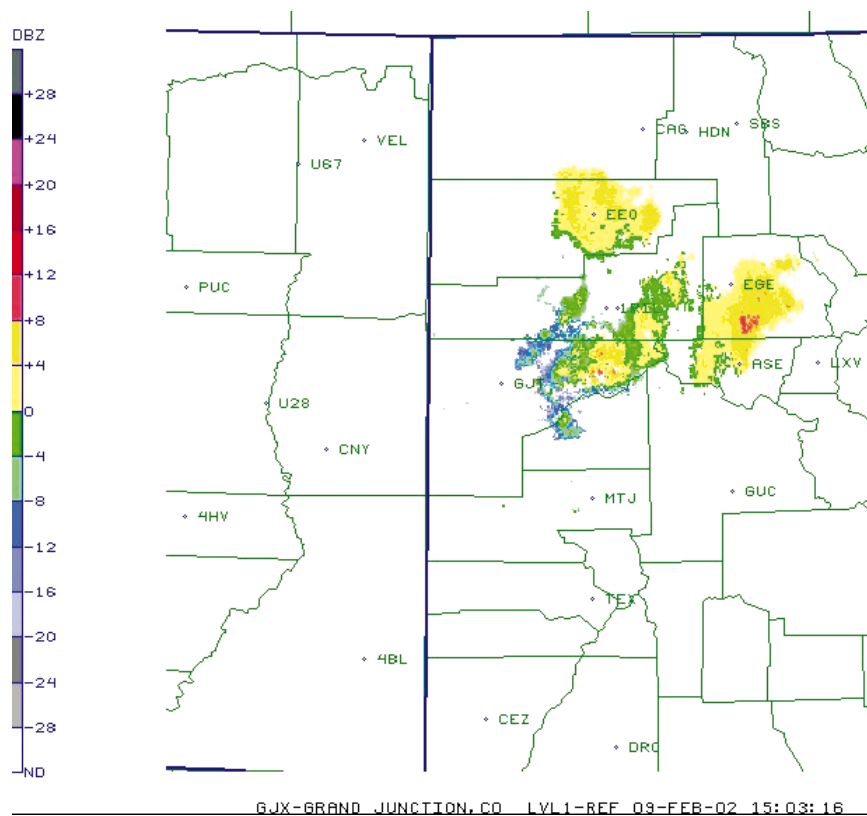 DBZ
+28
+24
+20
+16
+12
+8
+4
0
-4
-8
-12
-16
-20
-24
-28
ND
CAG
HDN
SBS
VEL
U67
EEO
PUC
EGE
GJT
ASE
LXV
U28
CNY
MTJ
GUC
4HV
TEX
4BL
CEZ
DRO
GJX-GRAND JUNCTION,CO LVL1-REF 09-FEB-02 15:03:16